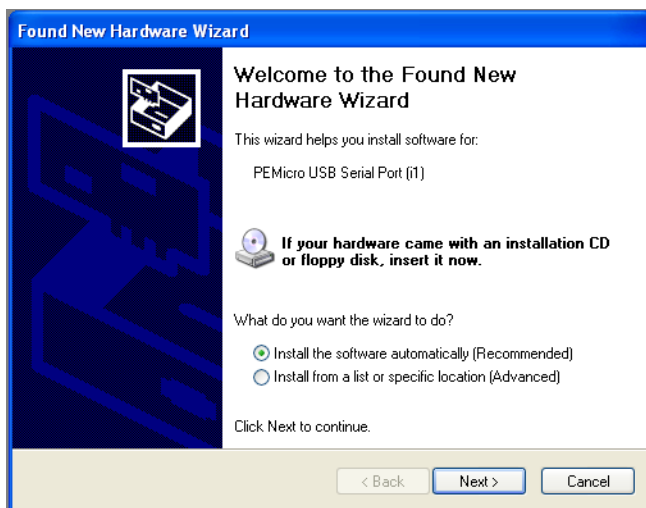 Found New Hardware Wizard
Welcome to the Found New
Hardware Wizard
This wizard helps you install software for:
PEMicro USB Serial Port (i1)
If your hardware came with an installation CD
or floppy disk, insert it now.
What do you want the wizard to do?
Install the software automatically (Recommended)
Install from a list or specific location (Advanced)
Click Next to continue.
< Back Next > Cancel